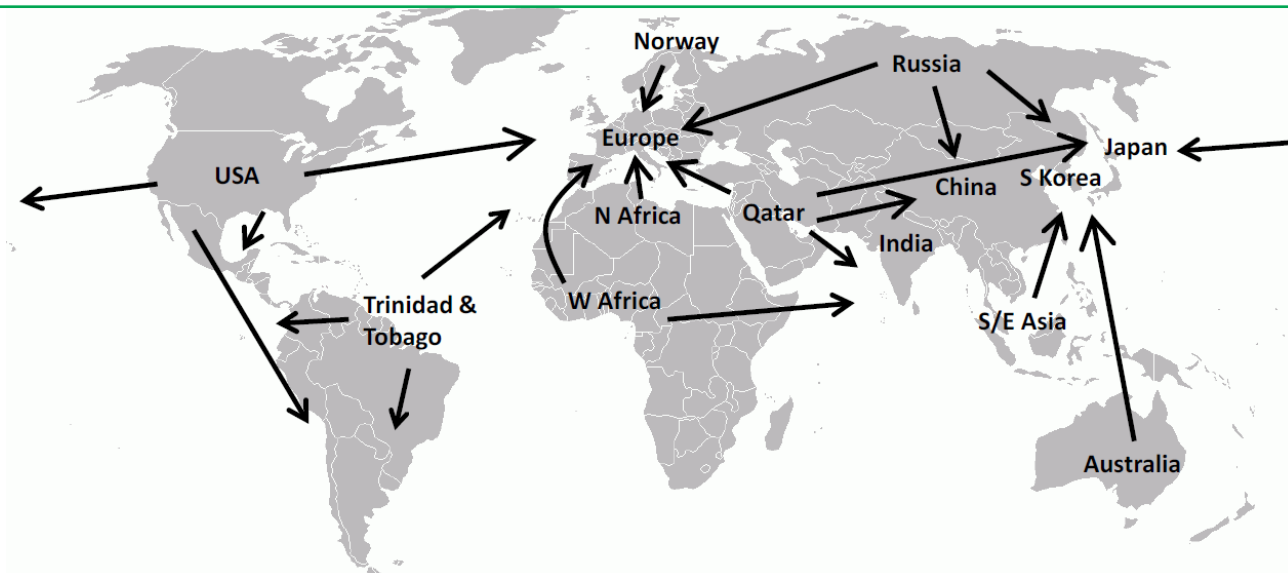 Norway
Russia
Europe
Japan
USA
S Korea
China
N Africa
Qatar
India
W Africa
Trinidad &
Tobago
S/E Asia
Australia